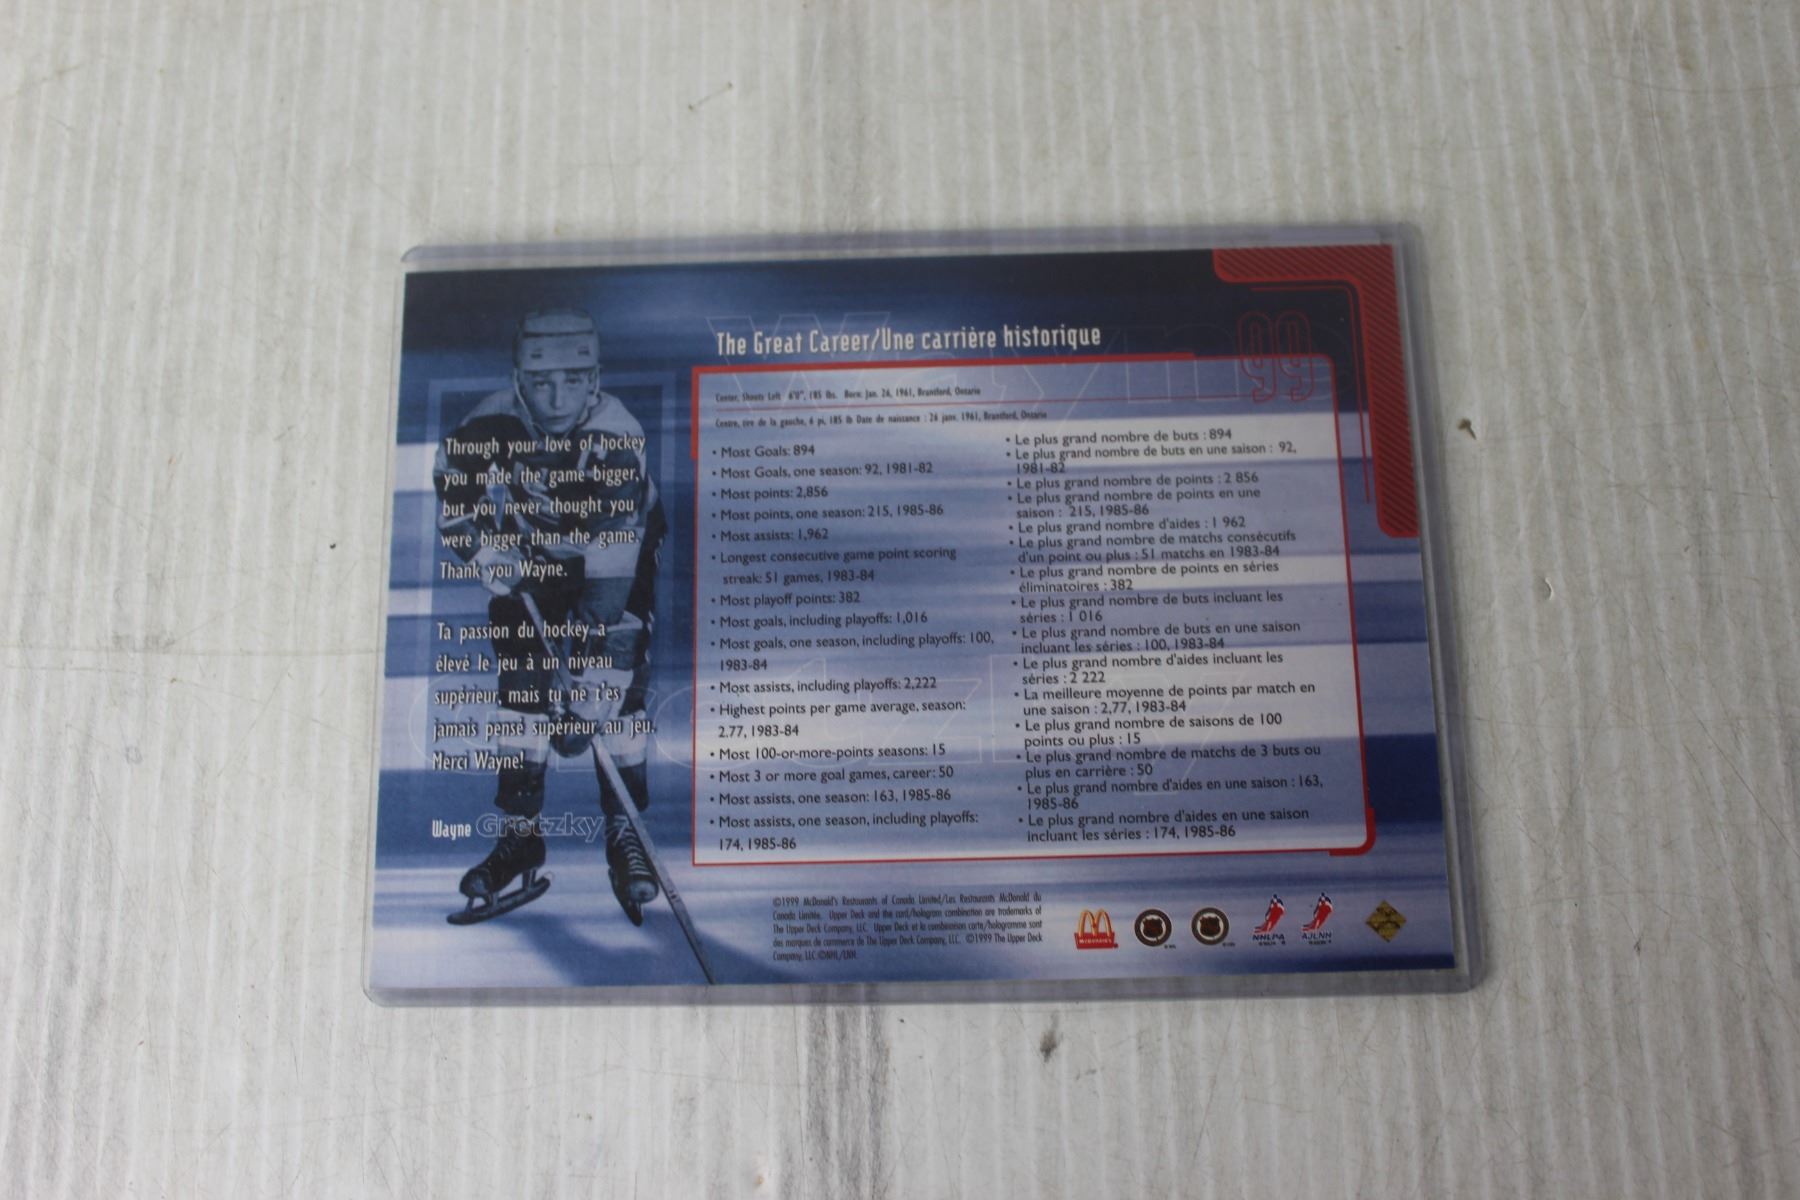 The Great Career/Une carrière historique
Wayne
99
Gretzky
Through your love of hockey
you made the game bigger,
but you never thought you
were bigger than the game.
Thank you Wayne.
Ta passion du hockey a
élevé le jeu à un niveau
supérieur, mais tu ne t'es
jamais pensé supérieur au jeu.
Merci Wayne!
Wayne Gretzky
Center, Shoots Left 6'0", 185 lbs. Born: Jan. 26, 1961, Brantford, Ontario
Centre, tire de la gauche, 6 pi, 185 lb Date de naissance : 26 janv. 1961, Brantford, Ontario
• Most Goals: 894
• Most Goals, one season: 92, 1981-82
• Most points: 2,856
• Most points, one season: 215, 1985-86
• Most assists: 1,962
• Longest consecutive game point scoring
streak: 51 games, 1983-84
• Most playoff points: 382
• Most goals, including playoffs: 1,016
• Most goals, one season, including playoffs: 100,
1983-84
• Most assists, including playoffs: 2,222
• Highest points per game average, season:
2.77, 1983-84
• Most 100-or-more-points seasons: 15
• Most 3 or more goal games, career: 50
• Most assists, one season: 163, 1985-86
• Most assists, one season, including playoffs:
174, 1985-86
• Le plus grand nombre de buts : 894
• Le plus grand nombre de buts en une saison : 92,
1981-82
• Le plus grand nombre de points : 2 856
• Le plus grand nombre de points en une
saison : 215, 1985-86
• Le plus grand nombre d'aides : 1 962
• Le plus grand nombre de matchs consécutifs
d'un point ou plus : 51 matchs en 1983-84
• Le plus grand nombre de points en séries
éliminatoires : 382
• Le plus grand nombre de buts incluant les
séries : 1 016
• Le plus grand nombre de buts en une saison
incluant les séries : 100, 1983-84
• Le plus grand nombre d'aides incluant les
séries : 2 222
• La meilleure moyenne de points par match en
une saison : 2,77, 1983-84
• Le plus grand nombre de saisons de 100
points ou plus : 15
• Le plus grand nombre de matchs de 3 buts ou
plus en carrière : 50
• Le plus grand nombre d'aides en une saison : 163,
1985-86
• Le plus grand nombre d'aides en une saison
incluant les séries : 174, 1985-86
©1999 McDonald's Restaurants of Canada Limited/Les Restaurants McDonald du
Canada Limitée. Upper Deck and the card/hologram combination are trademarks of
The Upper Deck Company, LLC. Upper Deck et la combinaison carte/hologramme sont
des marques de commerce de The Upper Deck Company, LLC. ©1999 The Upper Deck
Company, LLC ©NHL/LNH.
McDONALD'S
NHLPA
AJLNH